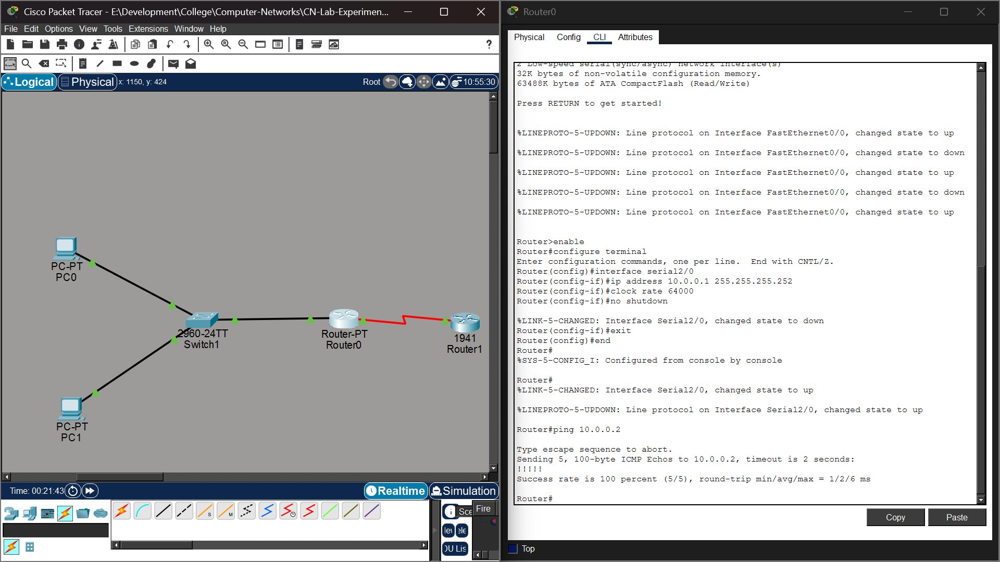 Cisco Packet Tracer - E:\Development\College\Computer-Networks\CN-Lab-Experimen...
File Edit Options View Tools Extensions Window Help
?
Logical Physical x: 1150, y: 424 Root 10:55:30
PC-PT
PC0
2960-24TT
Switch1
Router-PT
Router0
1941
Router1
PC-PT
PC1
Time: 00:21:43 Realtime Simulation
S M
Sce Fire
DU Lis
Router0
Physical Config CLI Attributes
2 Low-speed serial(sync/async) network interface(s)
32K bytes of non-volatile configuration memory.
63488K bytes of ATA CompactFlash (Read/Write)
Press RETURN to get started!
%LINEPROTO-5-UPDOWN: Line protocol on Interface FastEthernet0/0, changed state to up
%LINEPROTO-5-UPDOWN: Line protocol on Interface FastEthernet0/0, changed state to down
%LINEPROTO-5-UPDOWN: Line protocol on Interface FastEthernet0/0, changed state to up
%LINEPROTO-5-UPDOWN: Line protocol on Interface FastEthernet0/0, changed state to down
%LINEPROTO-5-UPDOWN: Line protocol on Interface FastEthernet0/0, changed state to up
Router>enable
Router#configure terminal
Enter configuration commands, one per line.  End with CNTL/Z.
Router(config)#interface serial2/0
Router(config-if)#ip address 10.0.0.1 255.255.255.252
Router(config-if)#clock rate 64000
Router(config-if)#no shutdown
%LINK-5-CHANGED: Interface Serial2/0, changed state to down
Router(config-if)#exit
Router(config)#end
Router#
%SYS-5-CONFIG_I: Configured from console by console
Router#
%LINK-5-CHANGED: Interface Serial2/0, changed state to up
%LINEPROTO-5-UPDOWN: Line protocol on Interface Serial2/0, changed state to up
Router#ping 10.0.0.2
Type escape sequence to abort.
Sending 5, 100-byte ICMP Echos to 10.0.0.2, timeout is 2 seconds:
!!!!!
Success rate is 100 percent (5/5), round-trip min/avg/max = 1/2/6 ms
Router#
Copy Paste
Top